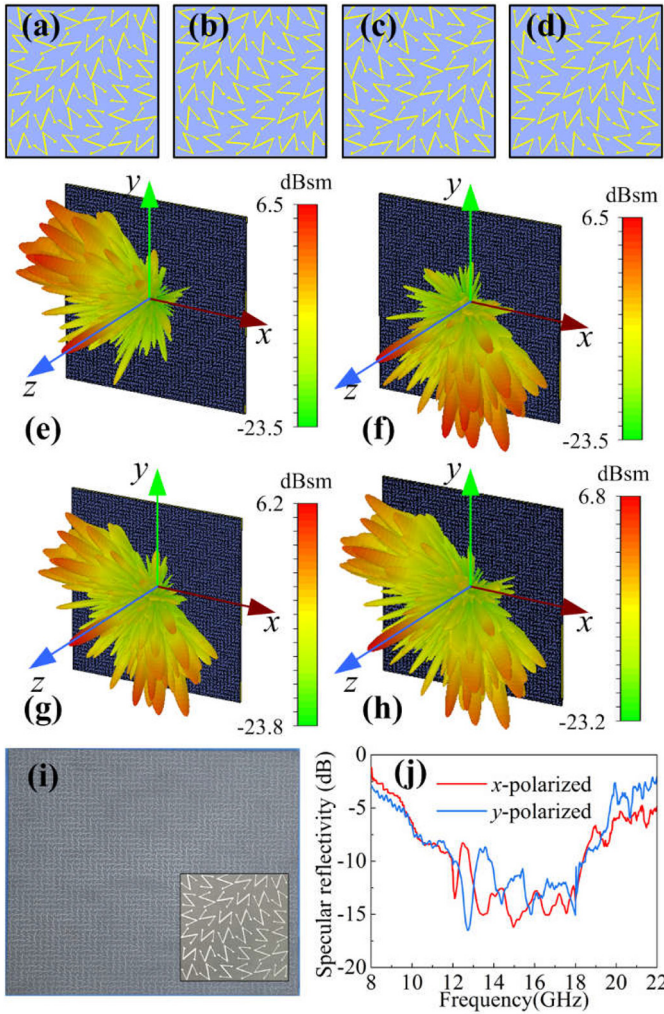 (a) (b) (c) (d)
y y
dBsm dBsm
6.5 6.5
x x
z z
-23.5 -23.5
(e) (f)
dBsm dBsm
y y
6.2 6.8
x x
z z
(g) (h)
-23.8 -23.2
(i) (j)
Specular reflectivity (dB)
0
-5
-10
-15
-20
x-polarized
y-polarized
8 10 12 14 16 18 20 22
Frequency(GHz)